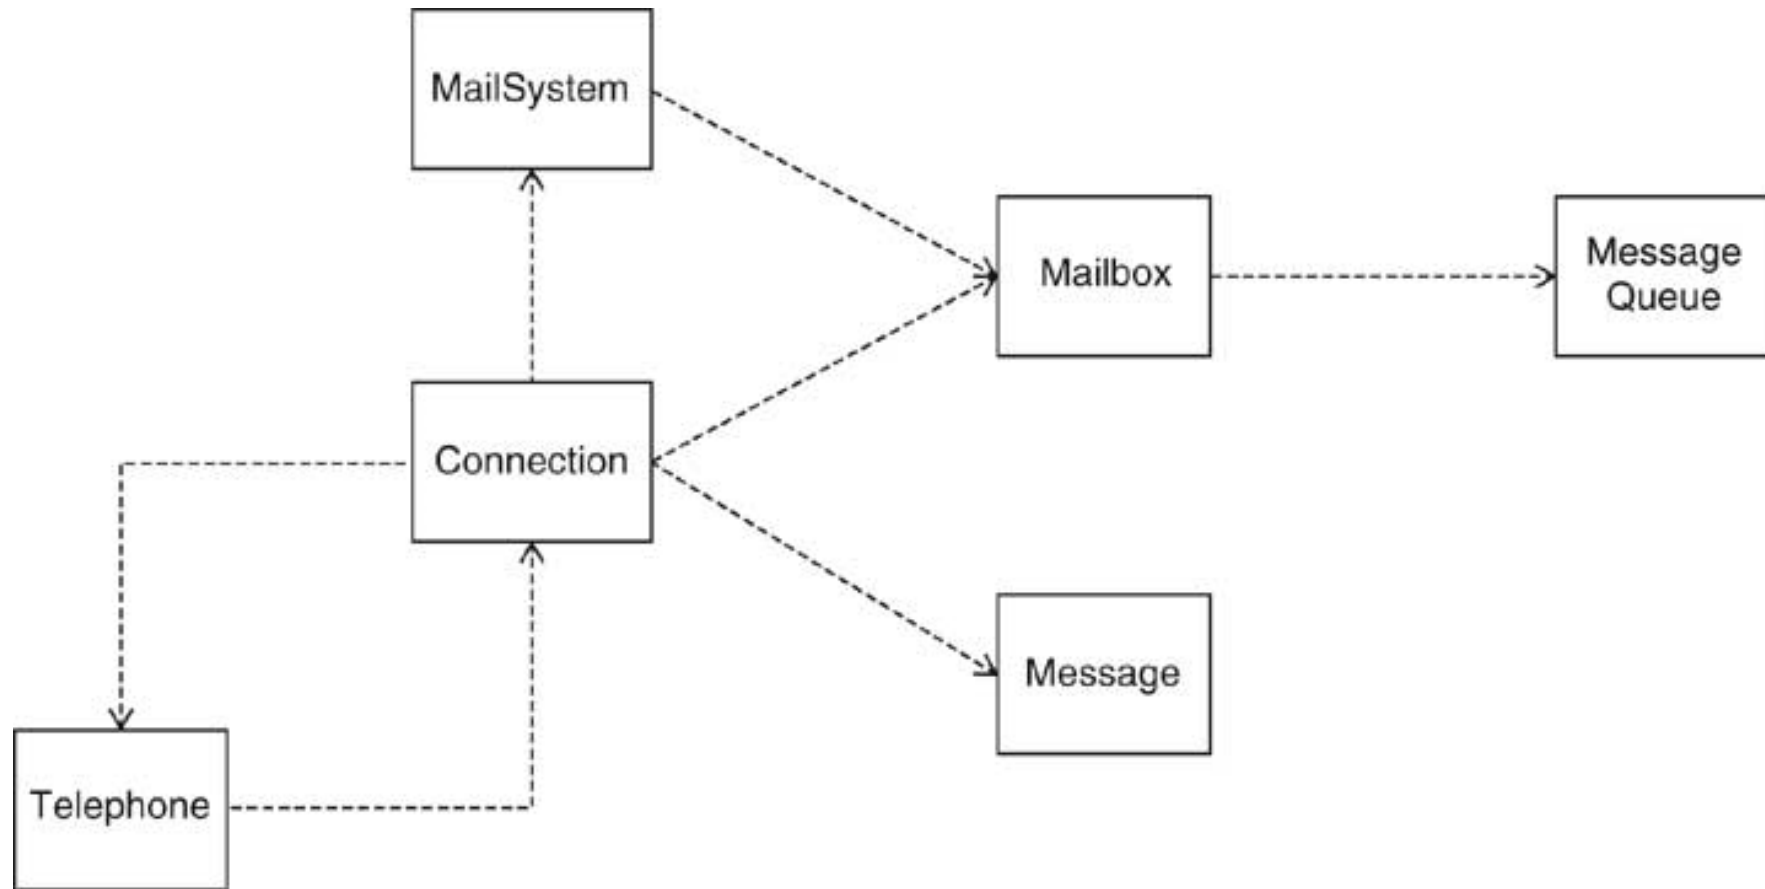 MailSystem
Mailbox
Message
Queue
Connection
Message
Telephone